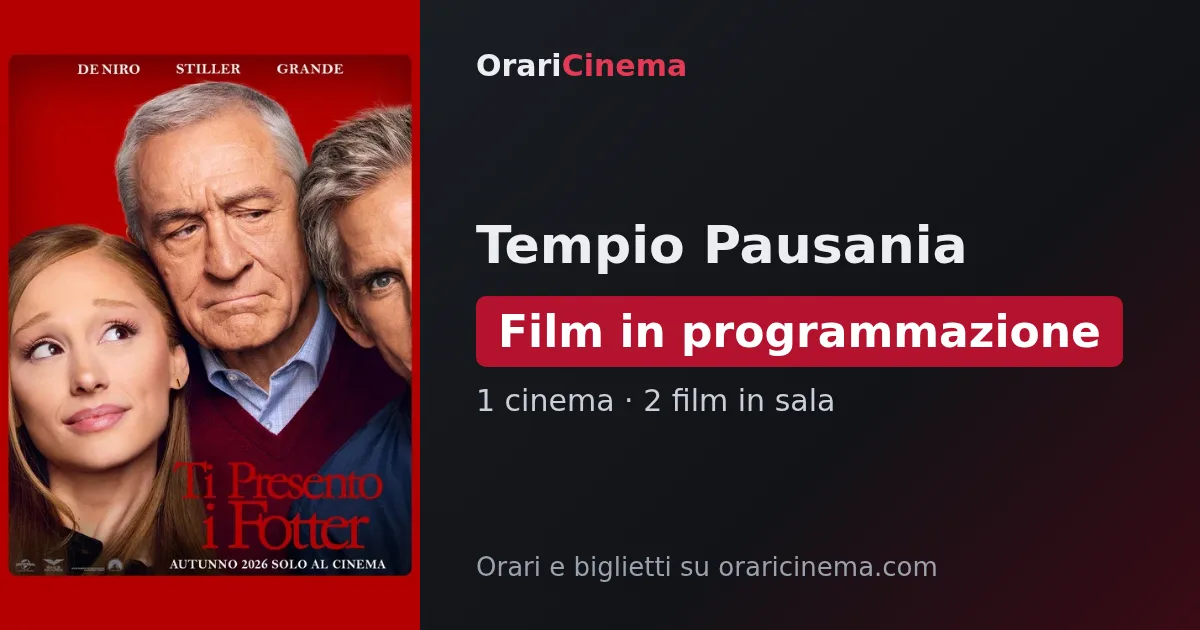 DE NIRO STILLER GRANDE
Ti Presento
i Fotter
AUTUNNO 2026 SOLO AL CINEMA
OrariCinema
Tempio Pausania
Film in programmazione
1 cinema · 2 film in sala
Orari e biglietti su oraricinema.com